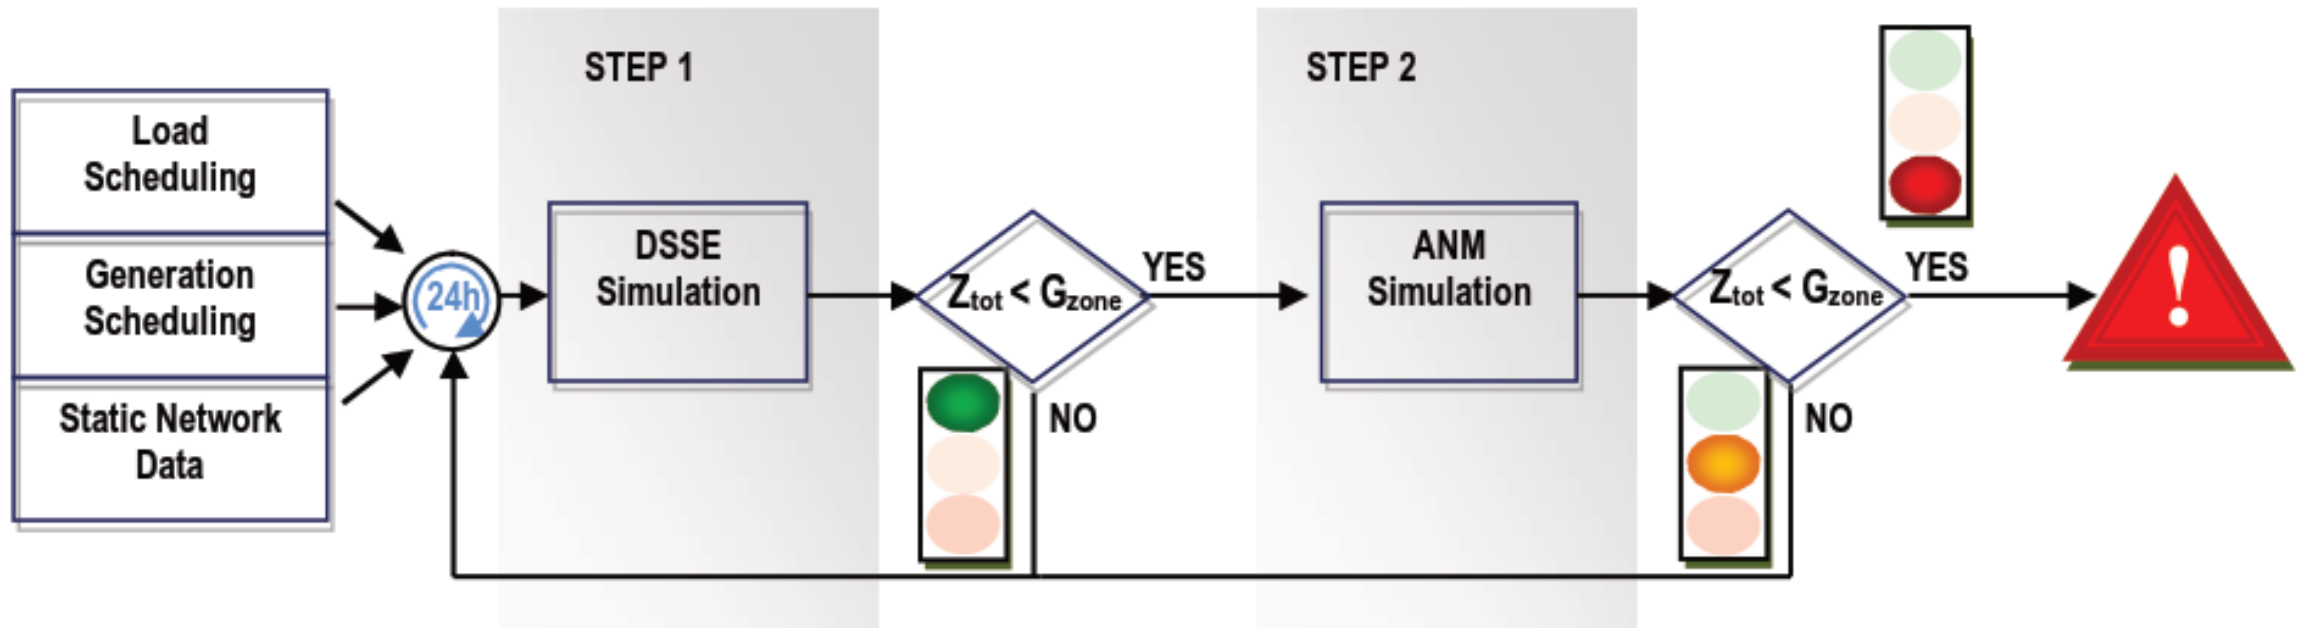 Load
Scheduling
Generation
Scheduling
Static Network
Data
24h
STEP 1
DSSE
Simulation
Ztot < Gzone
YES
NO
STEP 2
ANM
Simulation
Ztot < Gzone
YES
NO
!